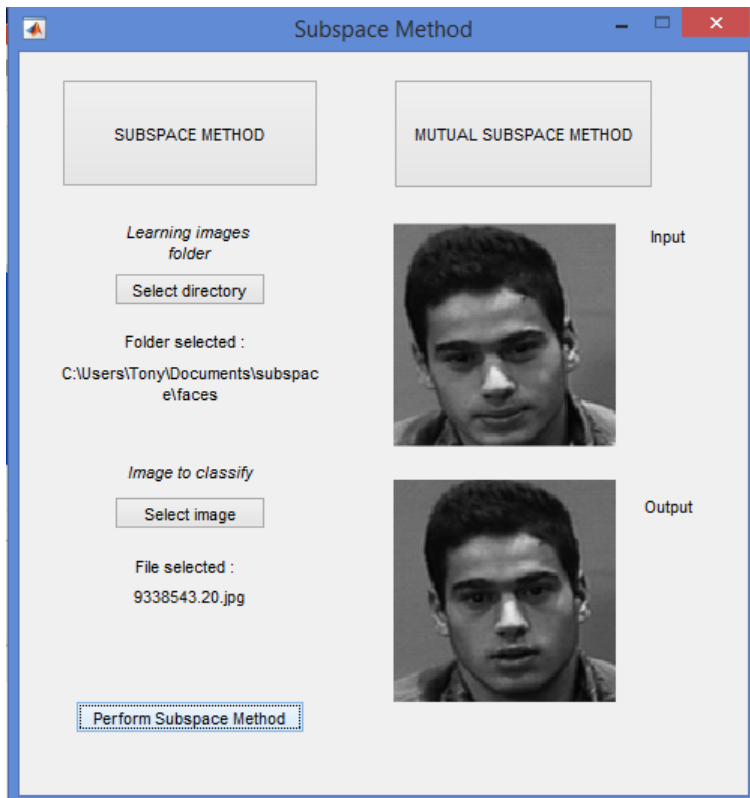 Subspace Method
SUBSPACE METHOD
MUTUAL SUBSPACE METHOD
Learning images
folder
Select directory
Folder selected :
C:\Users\Tony\Documents\subspac
e\faces
Input
Image to classify
Select image
File selected :
9338543.20.jpg
Output
Perform Subspace Method